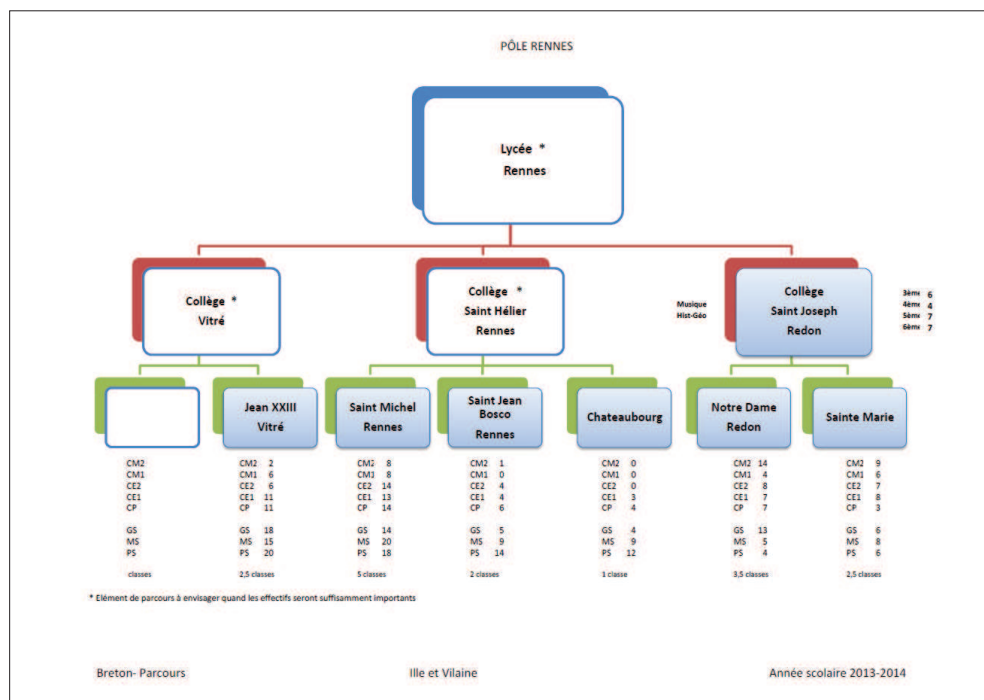 PÔLE RENNES
Lycée *
Rennes
Collège *
Vitré
Collège *
Saint Hélier
Rennes
Musique
Hist-Géo
Collège
Saint Joseph
Redon
3ème 6
4ème 4
5ème 7
6ème 7
Jean XXIII
Vitré
Saint Michel
Rennes
Saint Jean
Bosco
Rennes
Chateaubourg
Notre Dame
Redon
Sainte Marie
CM2 CM2 2 CM2 8 CM2 1 CM2 0 CM2 14 CM2 9
CM1 CM1 6 CM1 8 CM1 0 CM1 0 CM1 4 CM1 6
CE2 CE2 6 CE2 14 CE2 4 CE2 0 CE2 8 CE2 7
CE1 CE1 11 CE1 13 CE1 4 CE1 3 CE1 7 CE1 8
CP CP 11 CP 14 CP 6 CP 4 CP 7 CP 3
GS GS 18 GS 14 GS 5 GS 4 GS 13 GS 6
MS MS 15 MS 20 MS 9 MS 9 MS 5 MS 8
PS PS 20 PS 18 PS 14 PS 12 PS 4 PS 6
classes 2,5 classes 5 classes 2 classes 1 classe 3,5 classes 2,5 classes
* Elément de parcours à envisager quand les effectifs seront suffisamment importants
Breton- Parcours Ille et Vilaine Année scolaire 2013-2014